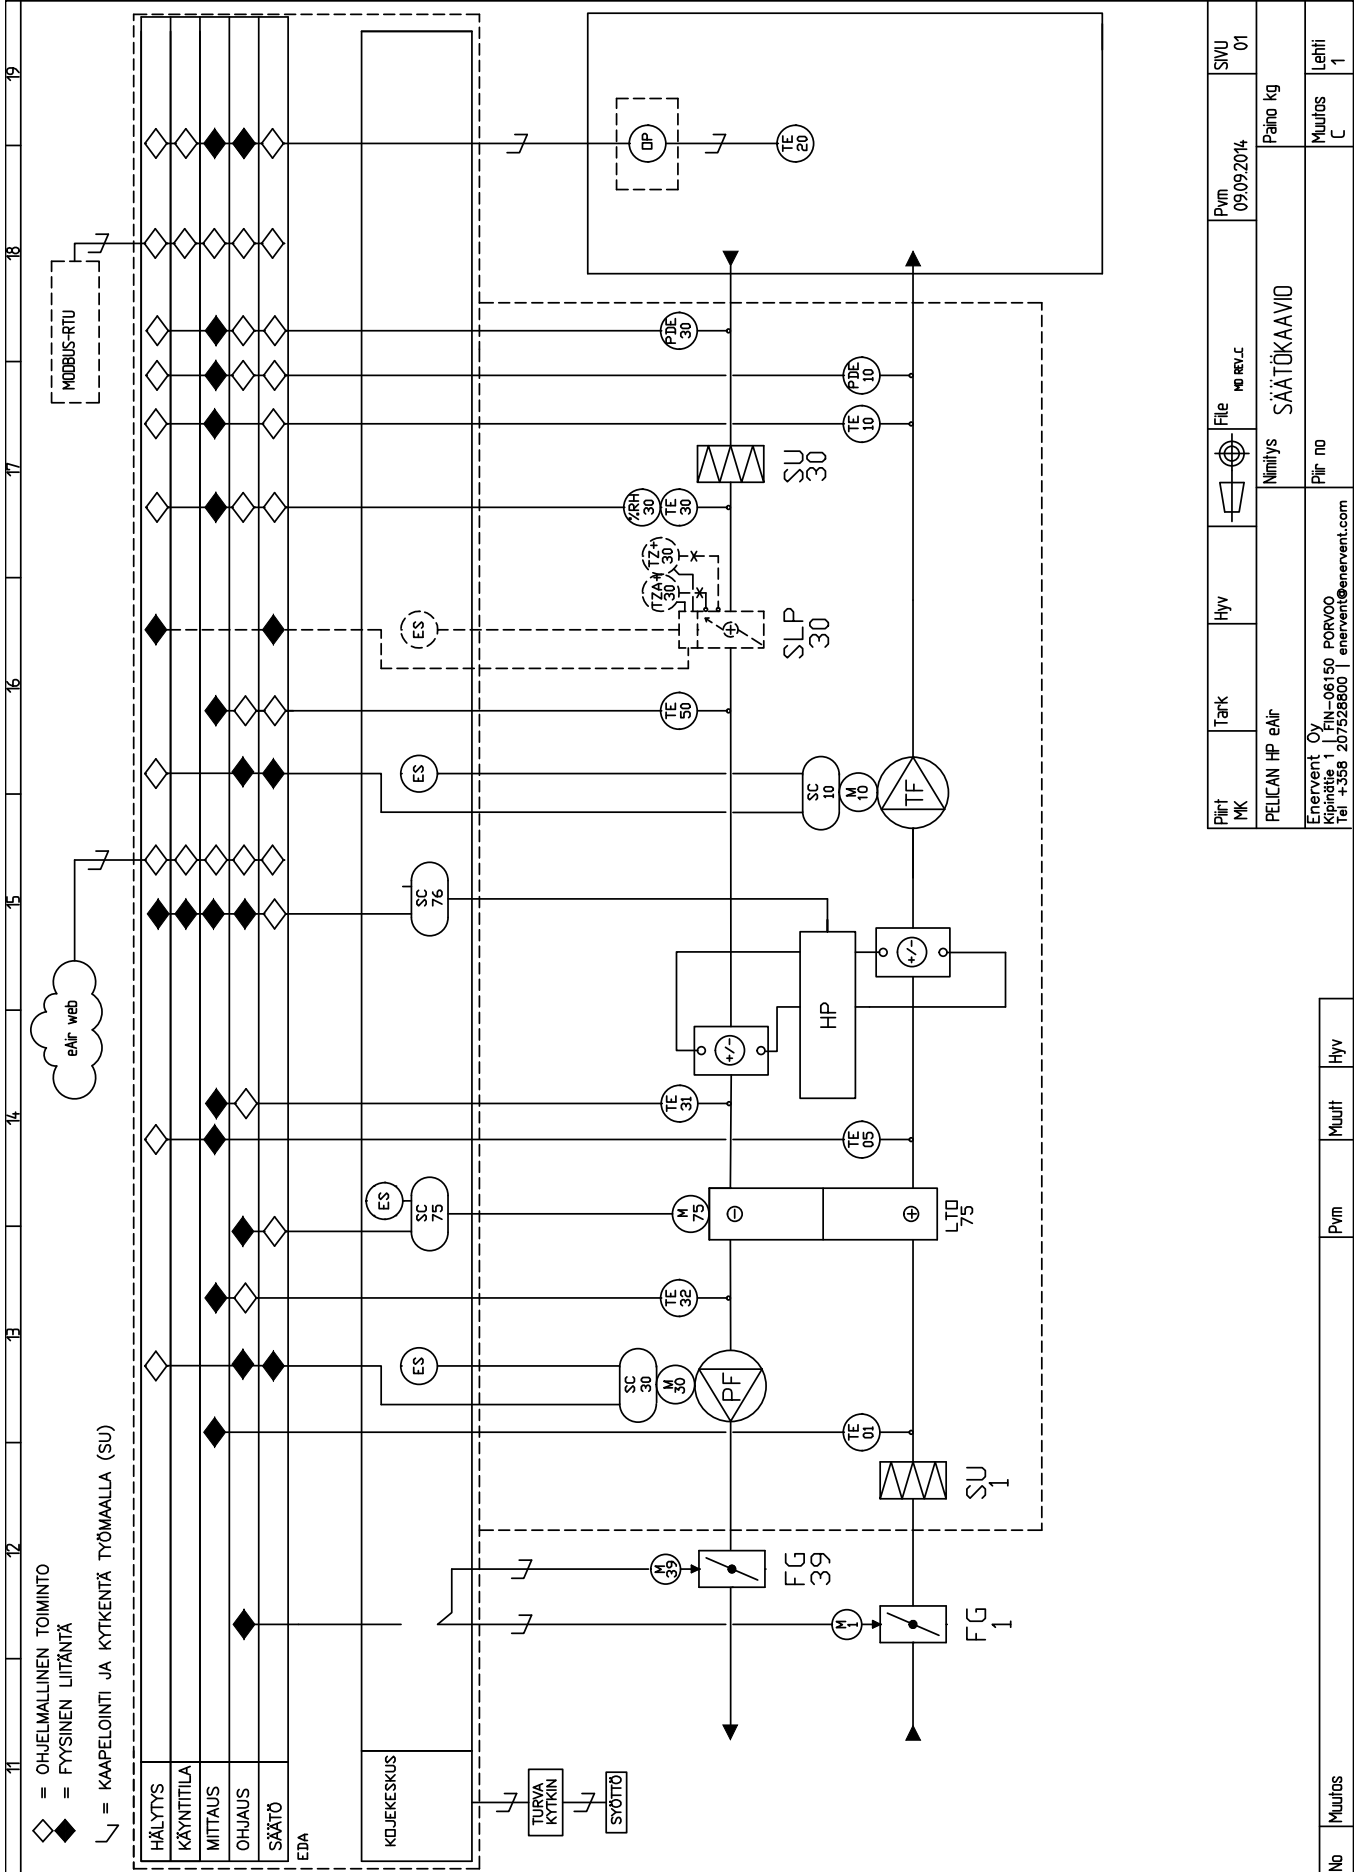 11 12 13 14 15 16 17 18 19
= OHJELMALLINEN TOIMINTO
= FYYSINEN LIITÄNTÄ
= KAAPELOINTI JA KYTKENTÄ TYÖMAALLA (SU)
eAir web
MODBUS-RTU
HÄLYTYS
KÄYNTITILA
MITTAUS
OHJAUS
SÄÄTÖ
EDA
KOJEKESKUS
TURVA
KYTKIN
SYÖTTÖ
ES
ES
SC
75
SC
76
ES
ES
OP
TE
20
M
39
FG
39
SC
30
M
30
PF
TE
32
M
75
TE
31
+/-
TE
50
TZA+
30
TZ+
30
SLP
30
%RH
30
TE
30
SU
30
PDE
30
M
1
FG
1
SU
1
TE
01
LTO
75
TE
05
HP
+/-
SC
10
M
10
TF
TE
10
PDE
10
No
Muutos
Pvm
Muutt
Hyv
Piirt
MK
Tark
Hyv
File
MD REV.C
Pvm
09.09.2014
SIVU
01
PELICAN HP eAir
Nimitys
SÄÄTÖKAAVIO
Paino kg
Enervent Oy
Kipinätie 1 | FIN-06150 PORVOO
Tel +358 207528800 | enervent@enervent.com
Piir no
Muutos
C
Lehti
1